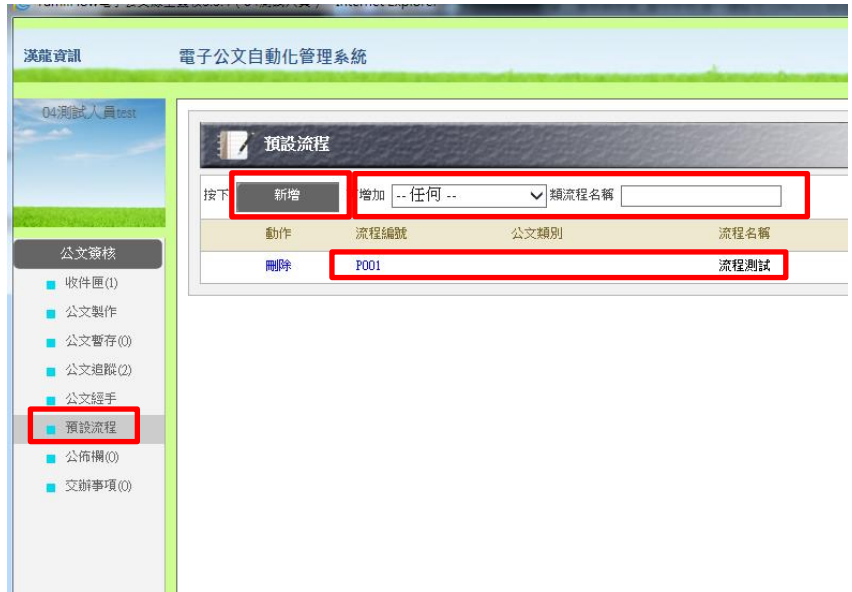 漢龍資訊
電子公文自動化管理系統
04測試人員test
預設流程
按下 新增 增加 -- 任何 -- 類流程名稱
動作 流程編號 公文類別 流程名稱
刪除 P001 流程測試
公文簽核
收件匣(1)
公文製作
公文暫存(0)
公文追蹤(2)
公文經手
預設流程
公佈欄(0)
交辦事項(0)